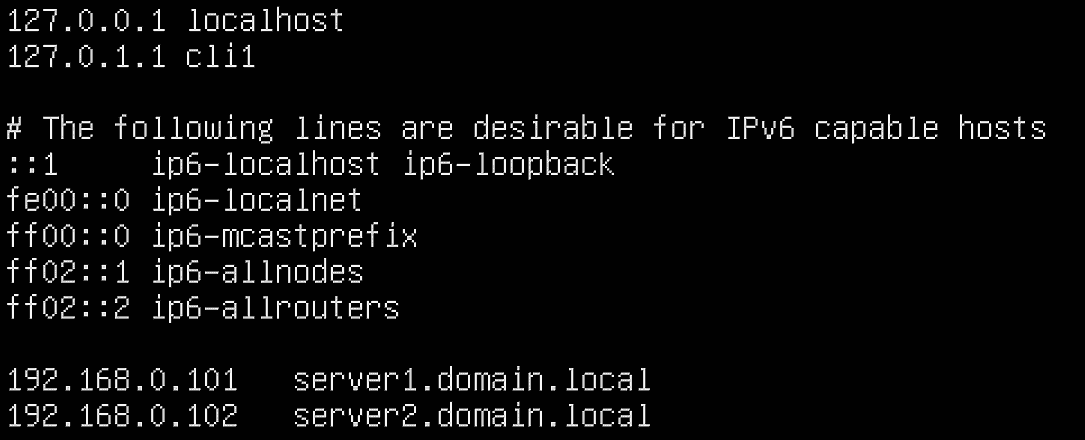 127.0.0.1 localhost
127.0.1.1 cli1
# The following lines are desirable for IPv6 capable hosts
::1     ip6-localhost ip6-loopback
fe00::0 ip6-localnet
ff00::0 ip6-mcastprefix
ff02::1 ip6-allnodes
ff02::2 ip6-allrouters
192.168.0.101   server1.domain.local
192.168.0.102   server2.domain.local